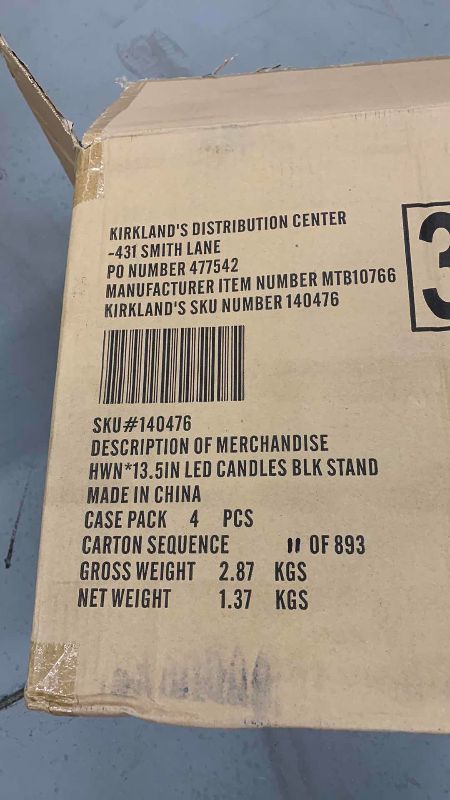 KIRKLAND'S DISTRIBUTION CENTER
-431 SMITH LANE
PO NUMBER 477542
MANUFACTURER ITEM NUMBER MTB10766
KIRKLAND'S SKU NUMBER 140476
3
SKU#140476
DESCRIPTION OF MERCHANDISE
HWN*13.5IN LED CANDLES BLK STAND
MADE IN CHINA
CASE PACK 4 PCS
CARTON SEQUENCE 11 OF 893
GROSS WEIGHT 2.87 KGS
NET WEIGHT 1.37 KGS